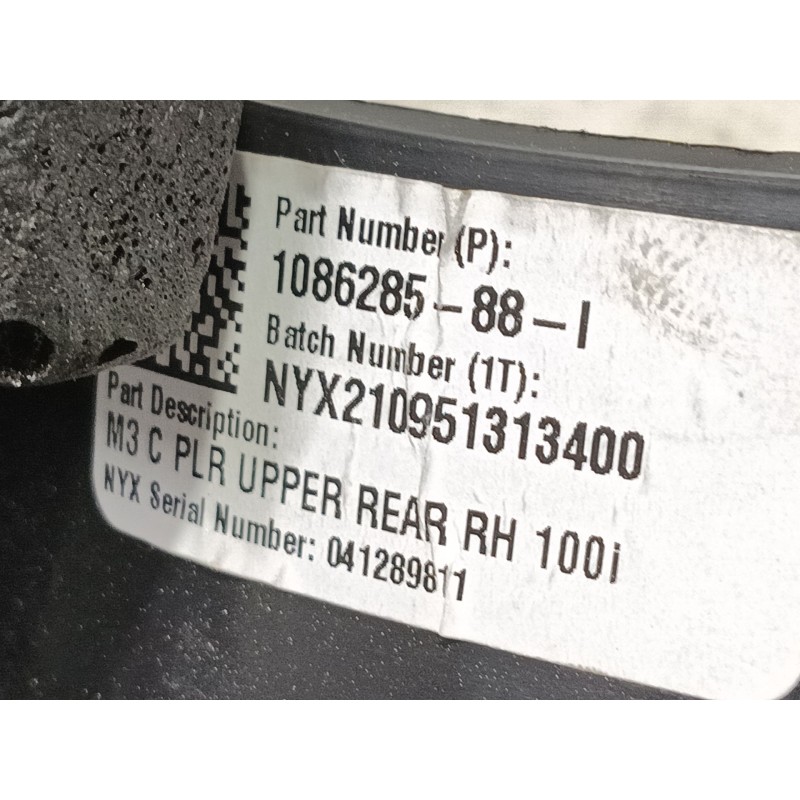 Part Number (P):
1086285-88-I
Batch Number (1T):
NYX210951313400
Part Description:
M3 C PLR UPPER REAR RH 100i
NYX Serial Number: 041289811